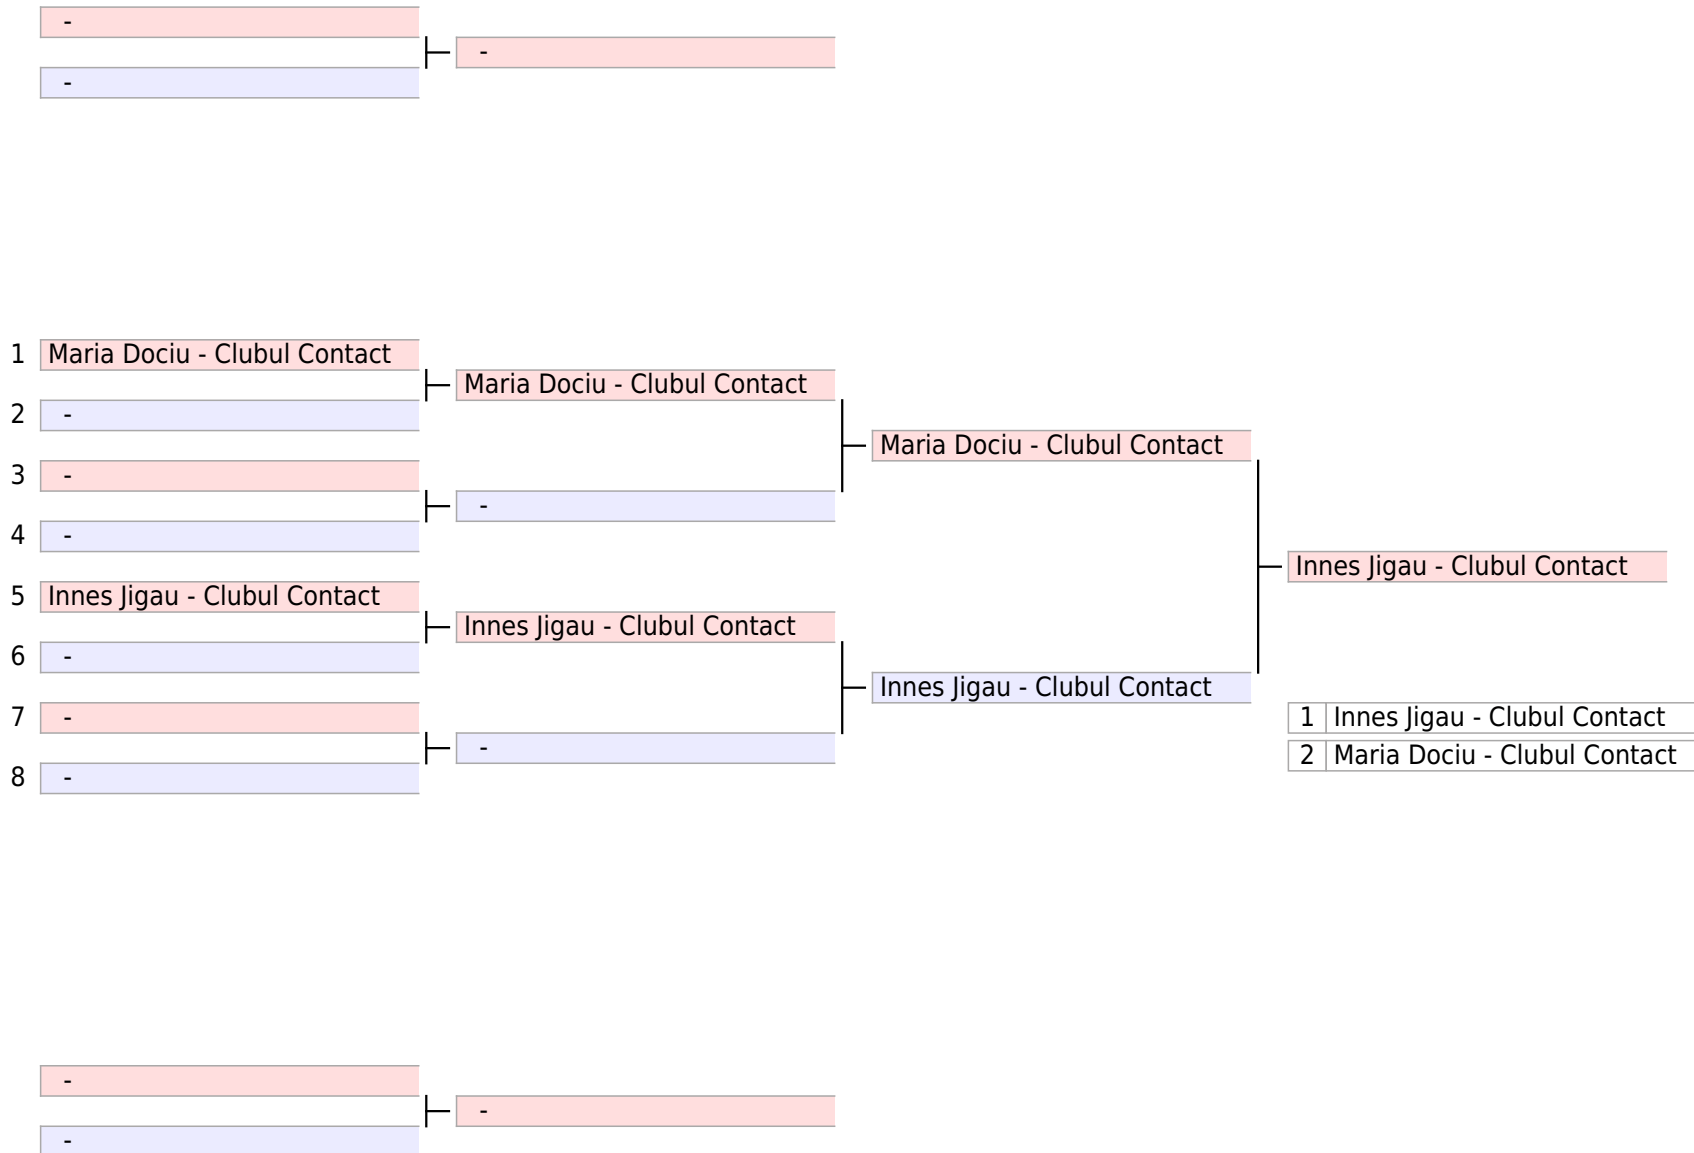 -
-
-
1 Maria Dociu - Clubul Contact
Maria Dociu - Clubul Contact
2 -
Maria Dociu - Clubul Contact
3 -
-
4 -
Innes Jigau - Clubul Contact
5 Innes Jigau - Clubul Contact
Innes Jigau - Clubul Contact
6 -
Innes Jigau - Clubul Contact
7 -
1 Innes Jigau - Clubul Contact
-
2 Maria Dociu - Clubul Contact
8 -
-
-
-